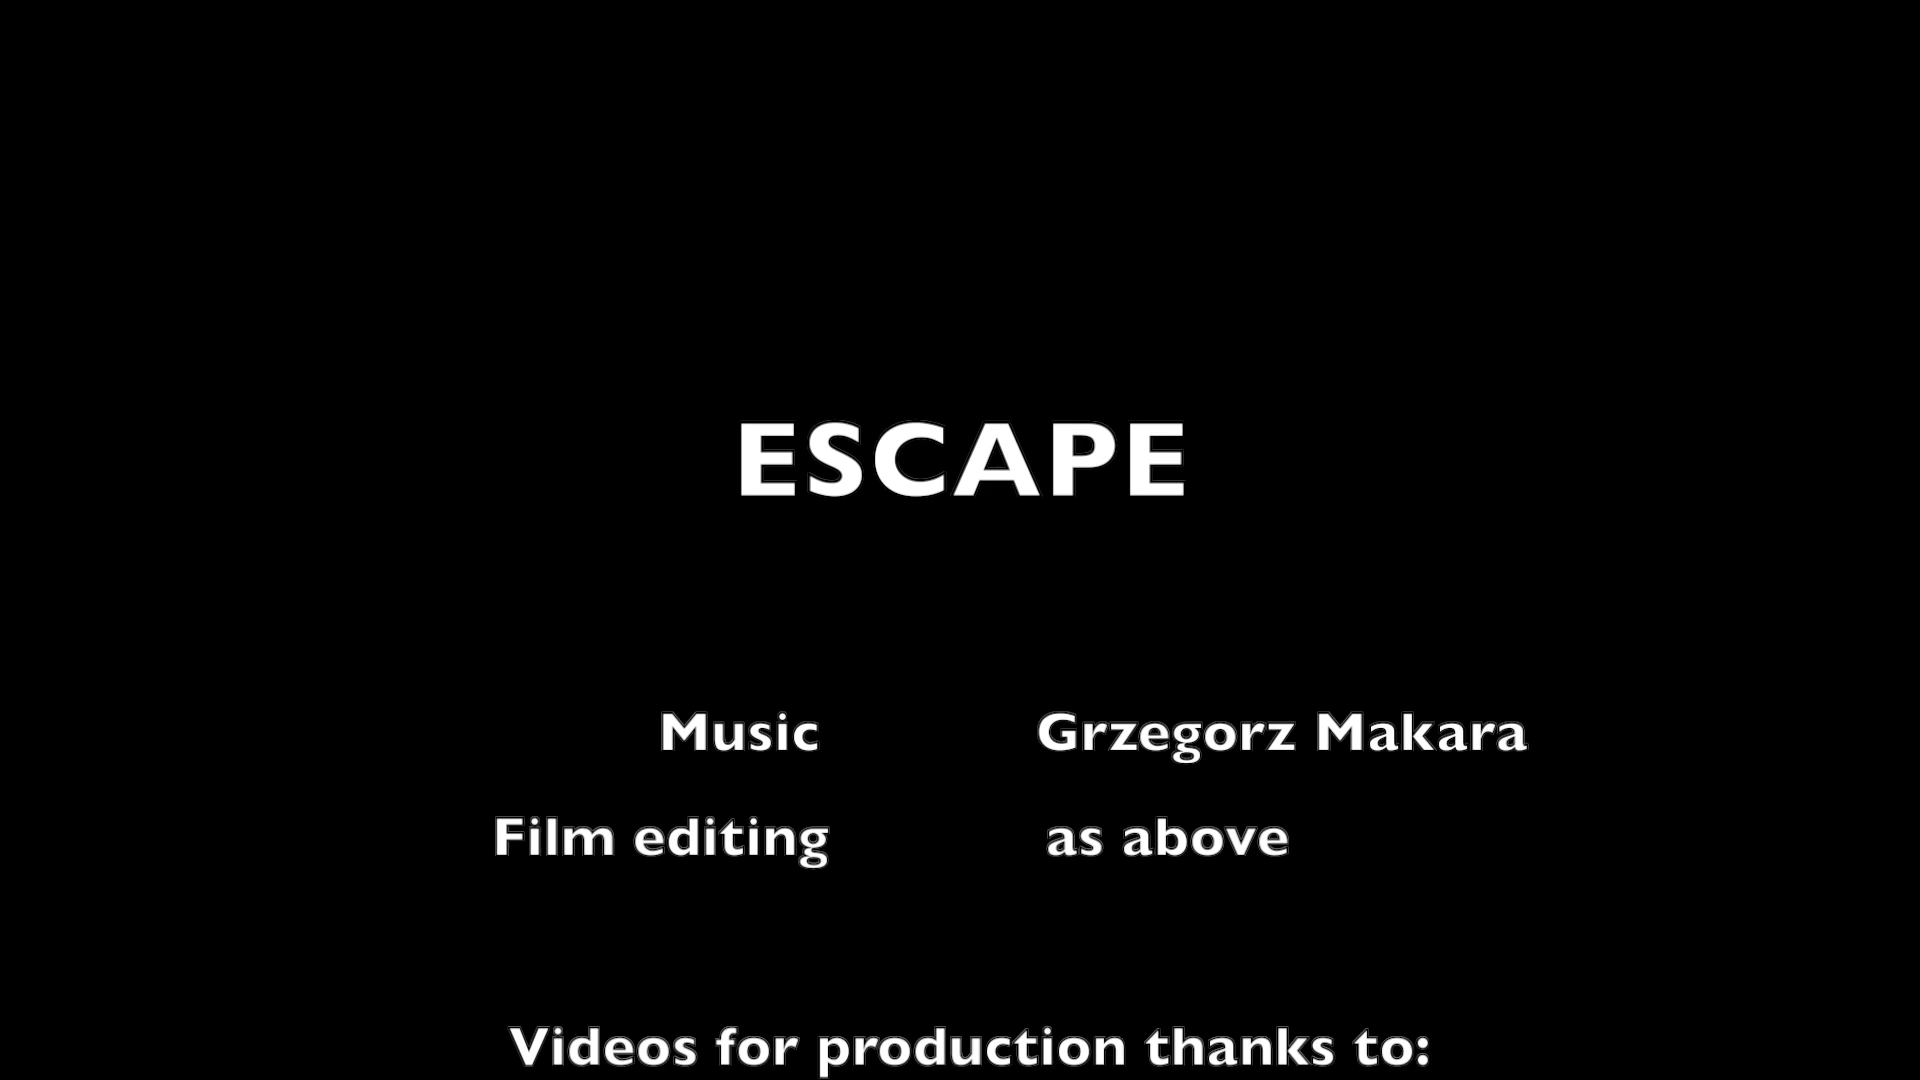 ESCAPE
Music Grzegorz Makara
Film editing as above
Videos for production thanks to: